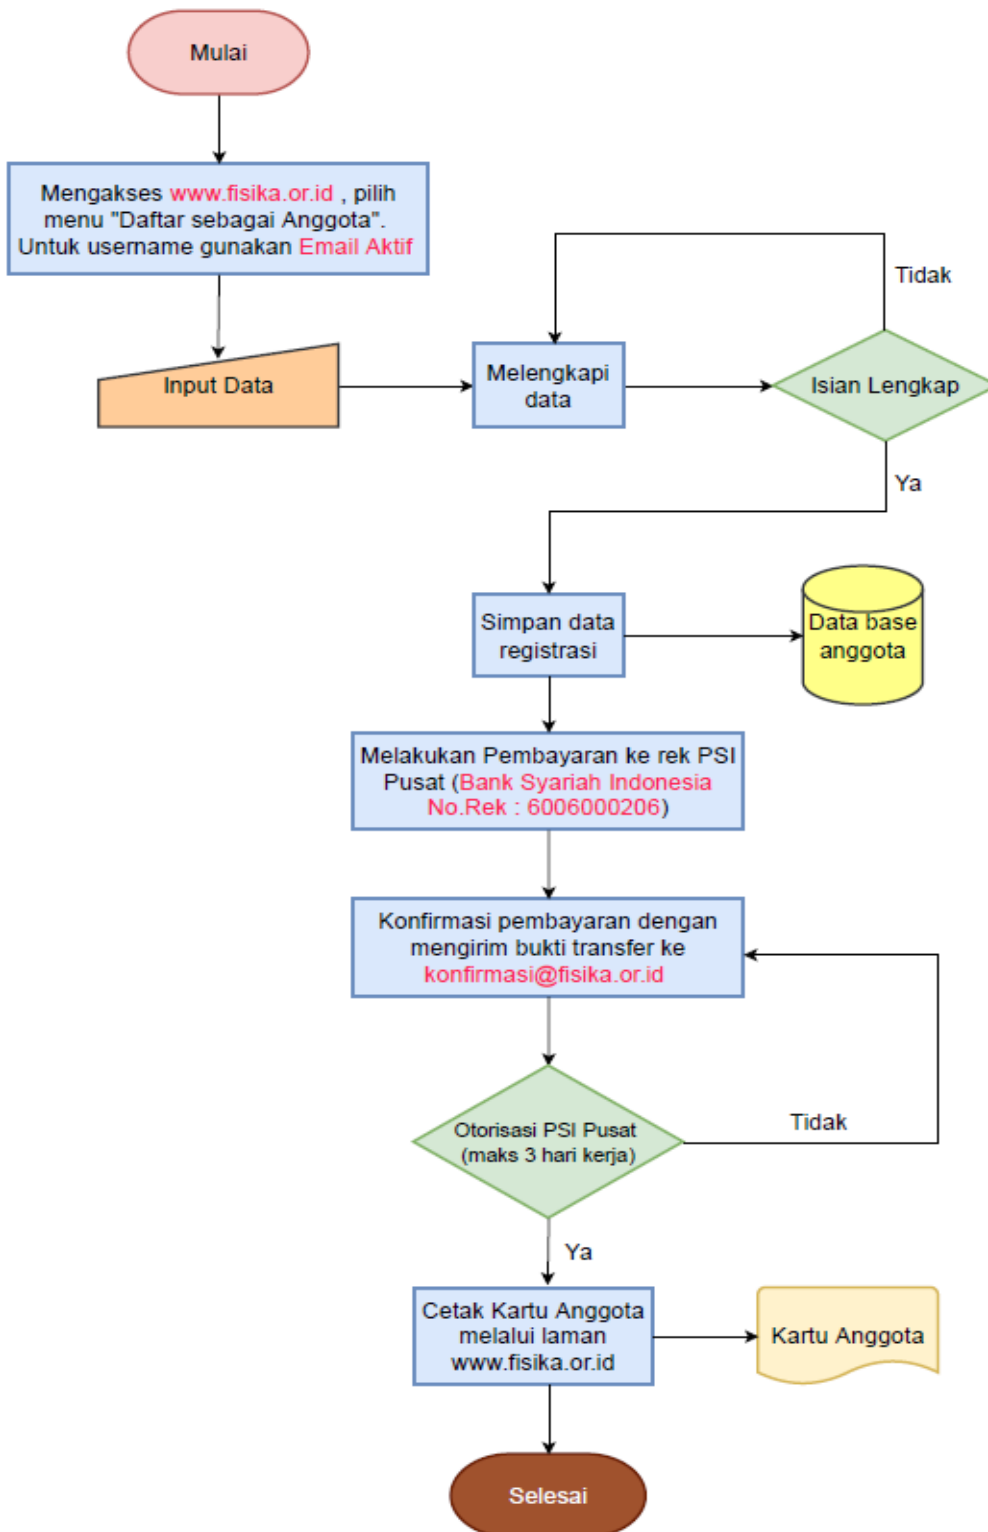 Mulai
Mengakses www.fisika.or.id , pilih
menu "Daftar sebagai Anggota".
Untuk username gunakan Email Aktif
Input Data
Melengkapi
data
Isian Lengkap
Tidak
Ya
Simpan data
registrasi
Data base
anggota
Melakukan Pembayaran ke rek PSI
Pusat (Bank Syariah Indonesia
No.Rek : 6006000206)
Konfirmasi pembayaran dengan
mengirim bukti transfer ke
konfirmasi@fisika.or.id
Otorisasi PSI Pusat
(maks 3 hari kerja)
Tidak
Ya
Cetak Kartu Anggota
melalui laman
www.fisika.or.id
Kartu Anggota
Selesai